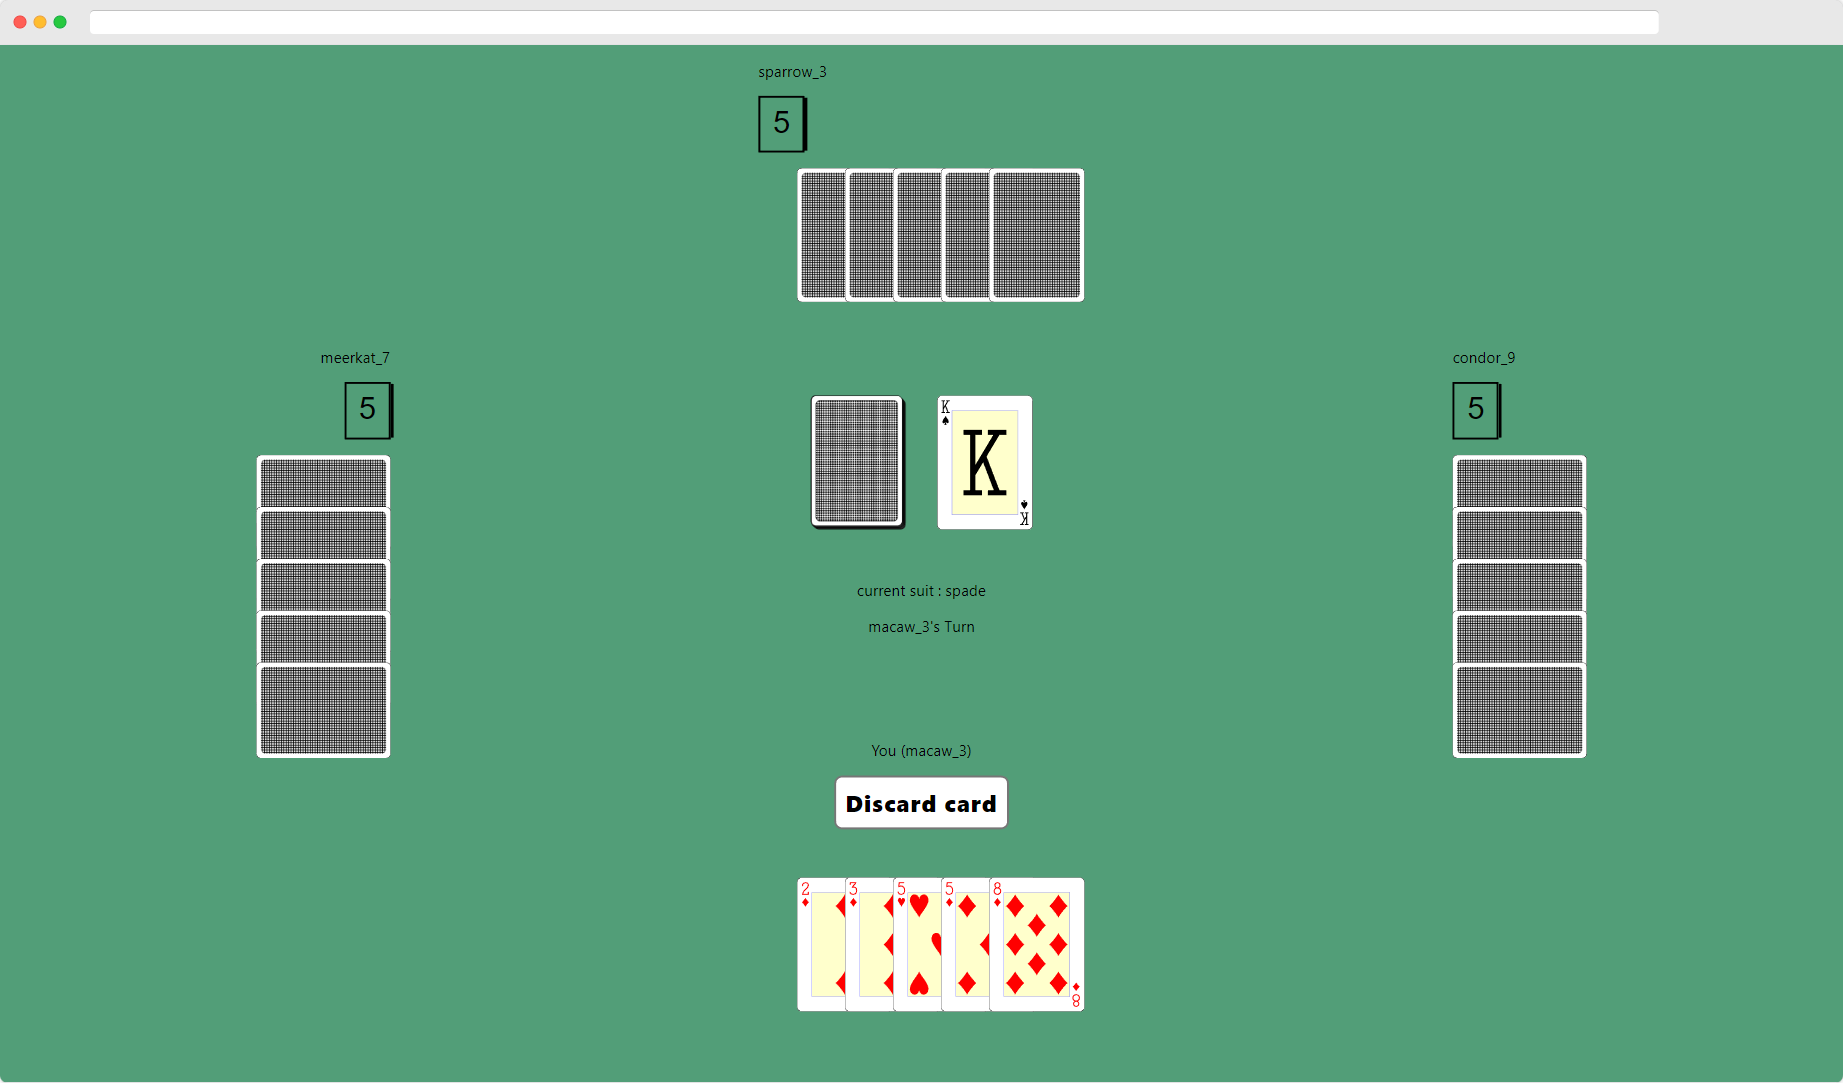 sparrow_3
5
meerkat_7
5
condor_9
5
K
K
K
current suit : spade
macaw_3's Turn
You (macaw_3)
Discard card
2
3
5
5
8
8